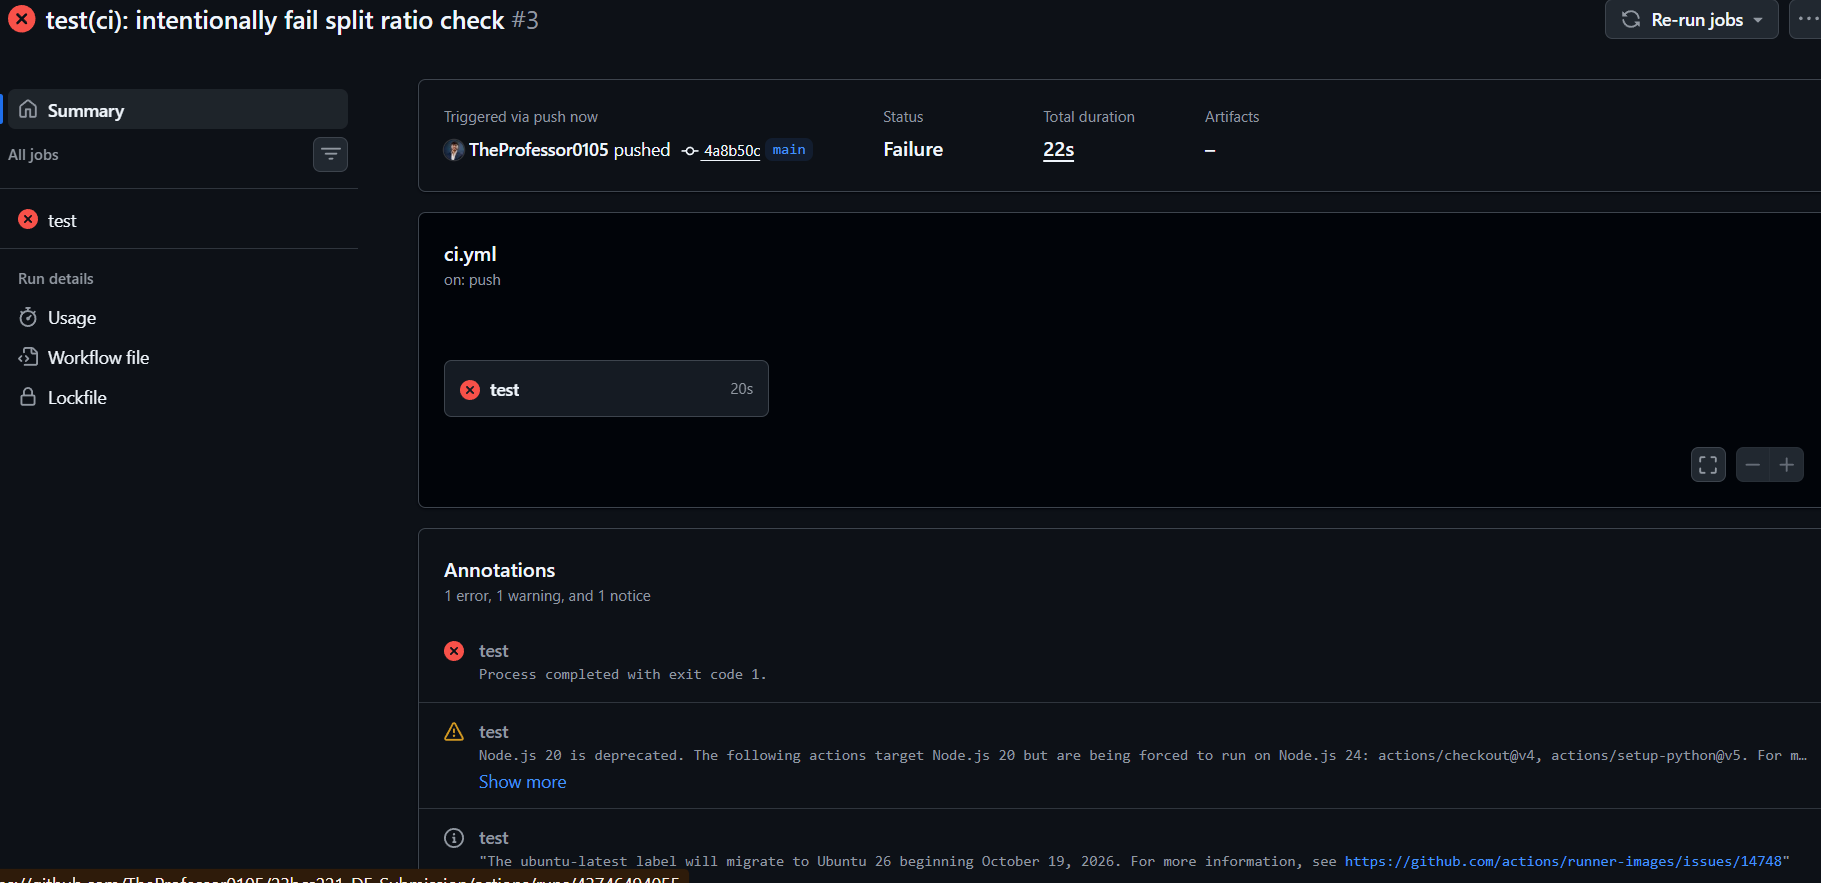 test(ci): intentionally fail split ratio check #3
Re-run jobs
Summary
All jobs
test
Run details
Usage
Workflow file
Lockfile
Triggered via push now
TheProfessor0105 pushed 4a8b50c main
Status
Failure
Total duration
22s
Artifacts
–
ci.yml
on: push
test 20s
Annotations
1 error, 1 warning, and 1 notice
test
Process completed with exit code 1.
test
Node.js 20 is deprecated. The following actions target Node.js 20 but are being forced to run on Node.js 24: actions/checkout@v4, actions/setup-python@v5. For m…
Show more
test
"The ubuntu-latest label will migrate to Ubuntu 26 beginning October 19, 2026. For more information, see https://github.com/actions/runner-images/issues/14748"